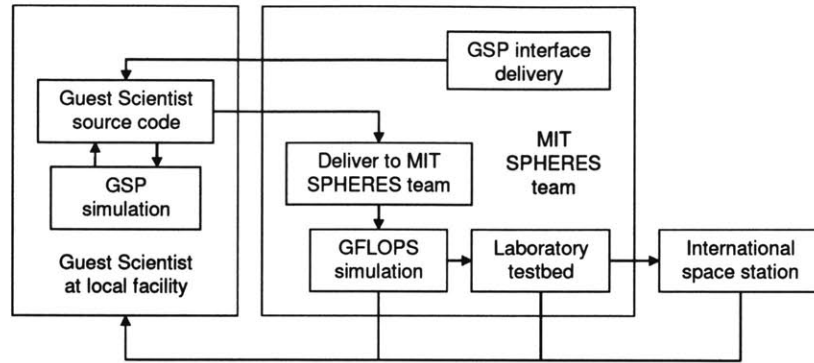 GSP interface
delivery
Guest Scientist
source code
GSP
simulation
Guest Scientist
at local facility
Deliver to MIT
SPHERES team
MIT
SPHERES
team
GFLOPS
simulation
Laboratory
testbed
International
space station